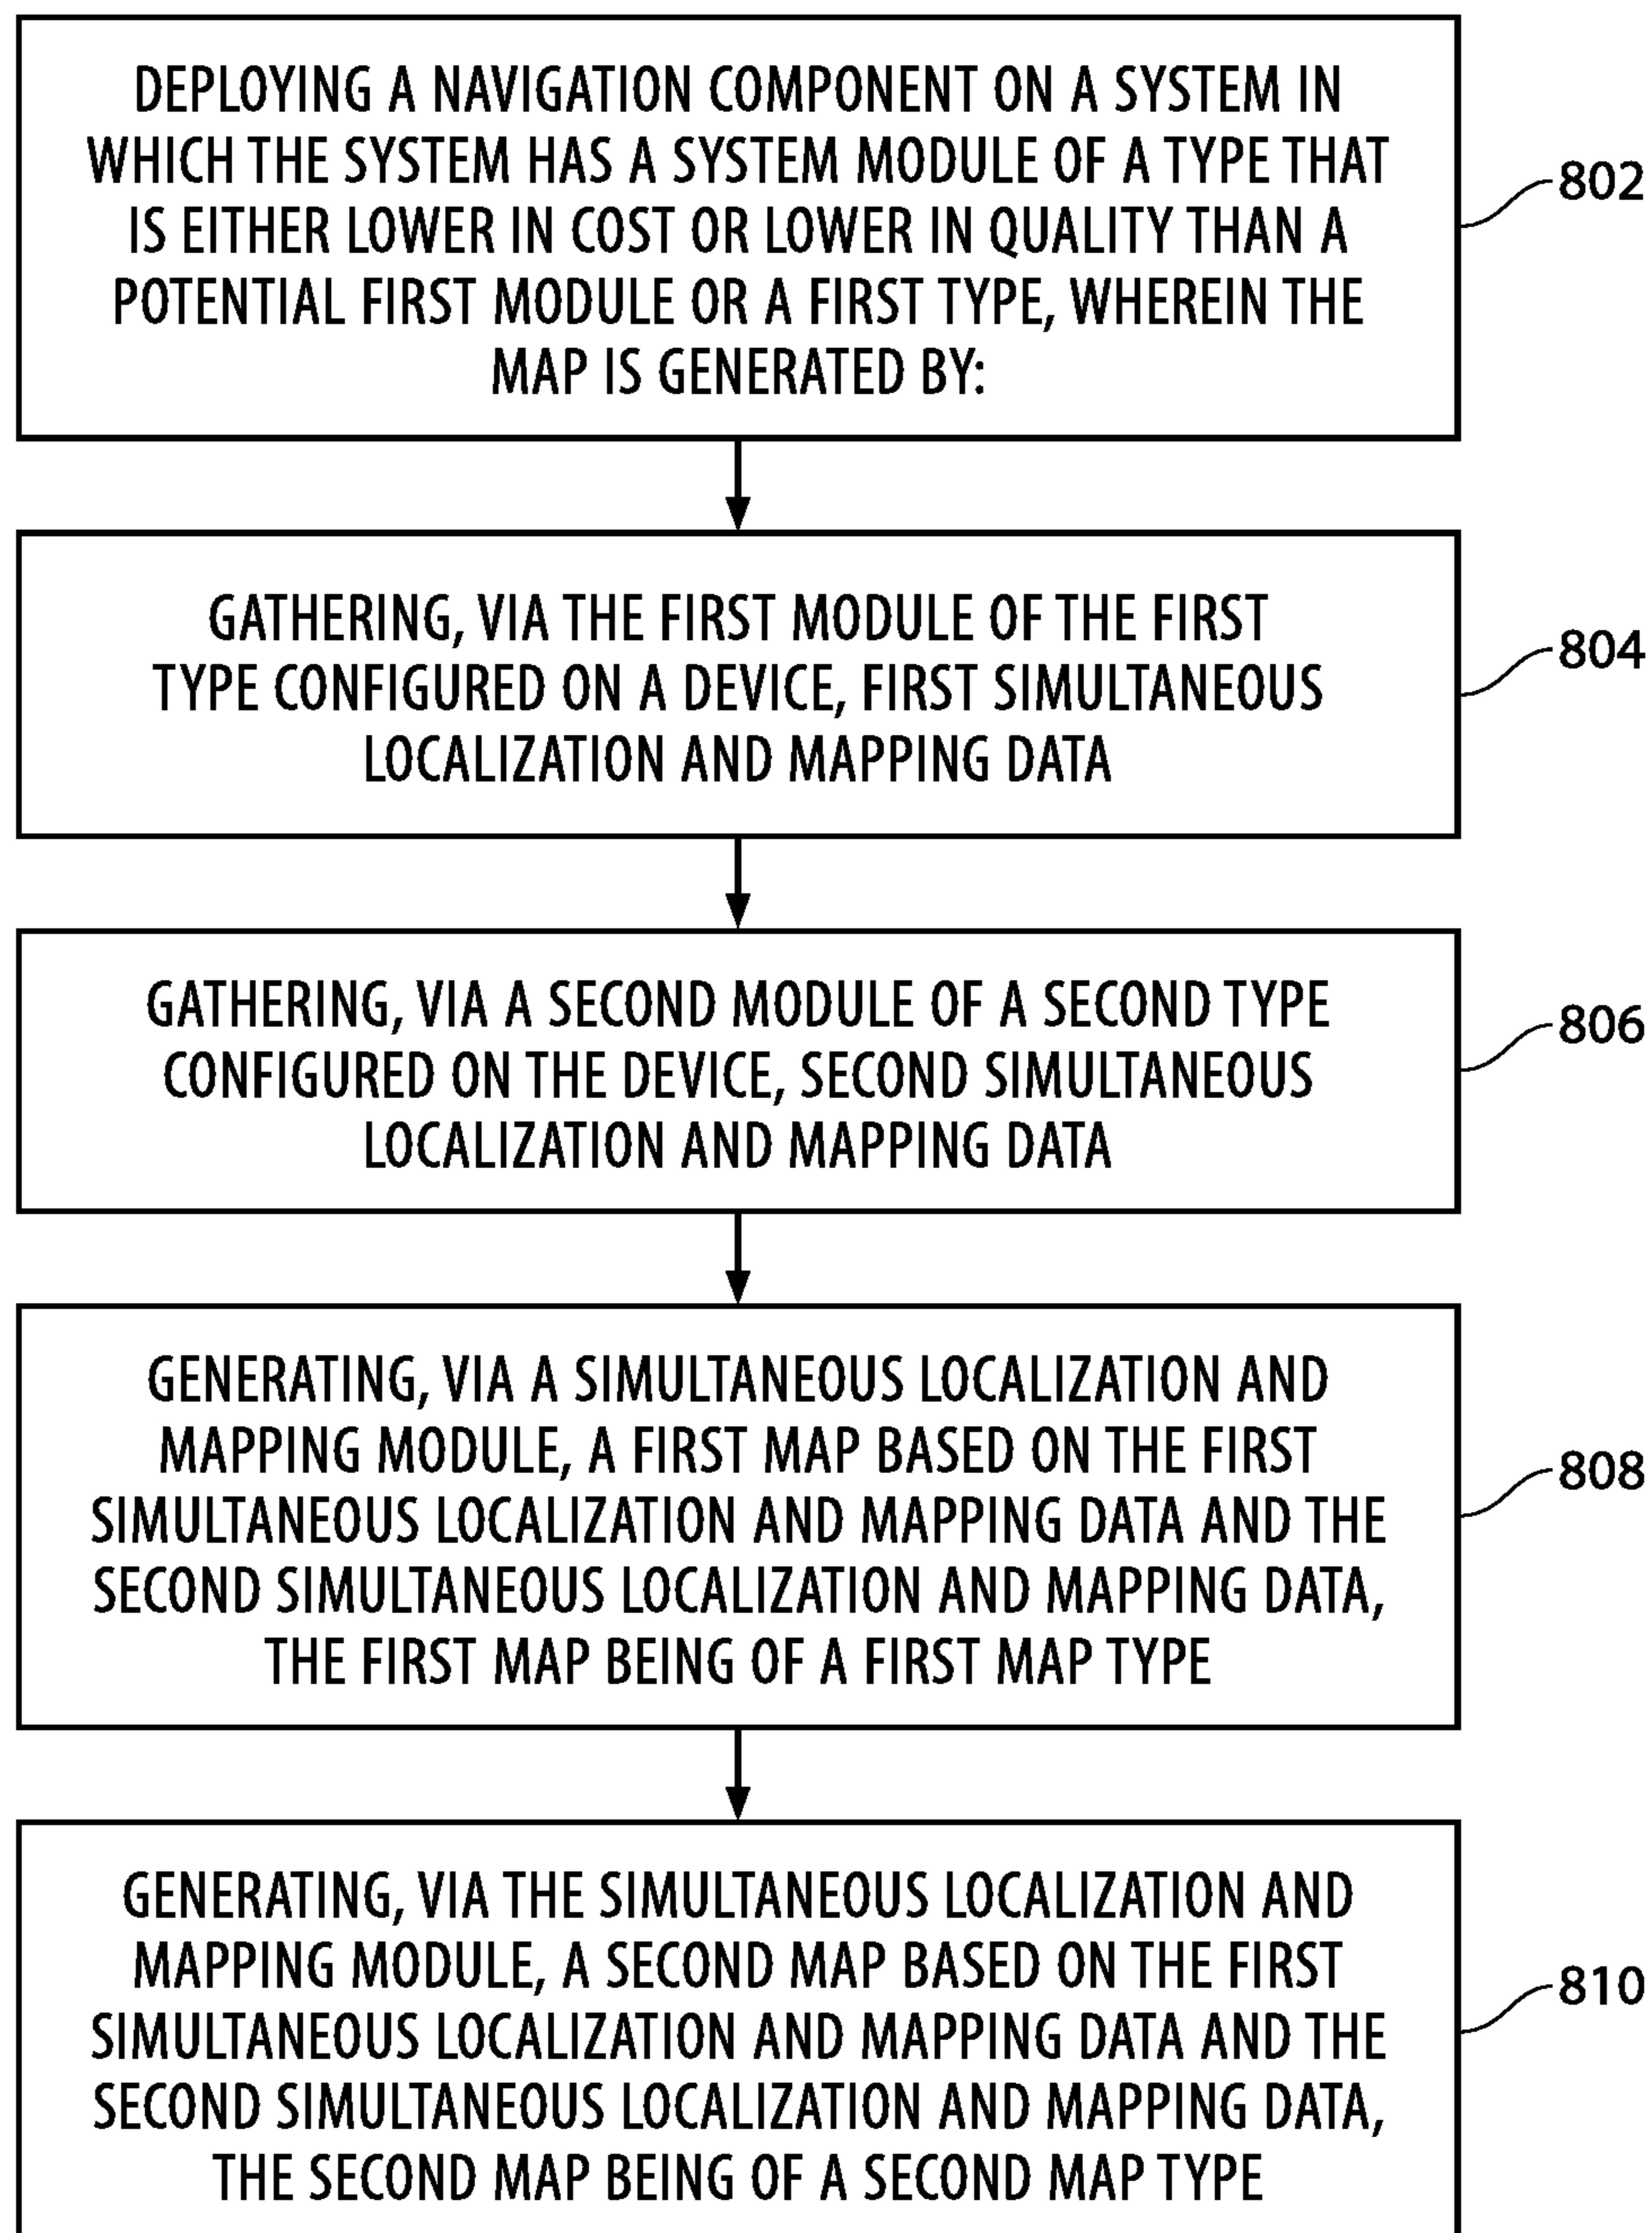 DEPLOYING A NAVIGATION COMPONENT ON A SYSTEM IN
WHICH THE SYSTEM HAS A SYSTEM MODULE OF A TYPE THAT
IS EITHER LOWER IN COST OR LOWER IN QUALITY THAN A
POTENTIAL FIRST MODULE OR A FIRST TYPE, WHEREIN THE
MAP IS GENERATED BY:
802
GATHERING, VIA THE FIRST MODULE OF THE FIRST
TYPE CONFIGURED ON A DEVICE, FIRST SIMULTANEOUS
LOCALIZATION AND MAPPING DATA
804
GATHERING, VIA A SECOND MODULE OF A SECOND TYPE
CONFIGURED ON THE DEVICE, SECOND SIMULTANEOUS
LOCALIZATION AND MAPPING DATA
806
GENERATING, VIA A SIMULTANEOUS LOCALIZATION AND
MAPPING MODULE, A FIRST MAP BASED ON THE FIRST
SIMULTANEOUS LOCALIZATION AND MAPPING DATA AND THE
SECOND SIMULTANEOUS LOCALIZATION AND MAPPING DATA,
THE FIRST MAP BEING OF A FIRST MAP TYPE
808
GENERATING, VIA THE SIMULTANEOUS LOCALIZATION AND
MAPPING MODULE, A SECOND MAP BASED ON THE FIRST
SIMULTANEOUS LOCALIZATION AND MAPPING DATA AND THE
SECOND SIMULTANEOUS LOCALIZATION AND MAPPING DATA,
THE SECOND MAP BEING OF A SECOND MAP TYPE
810